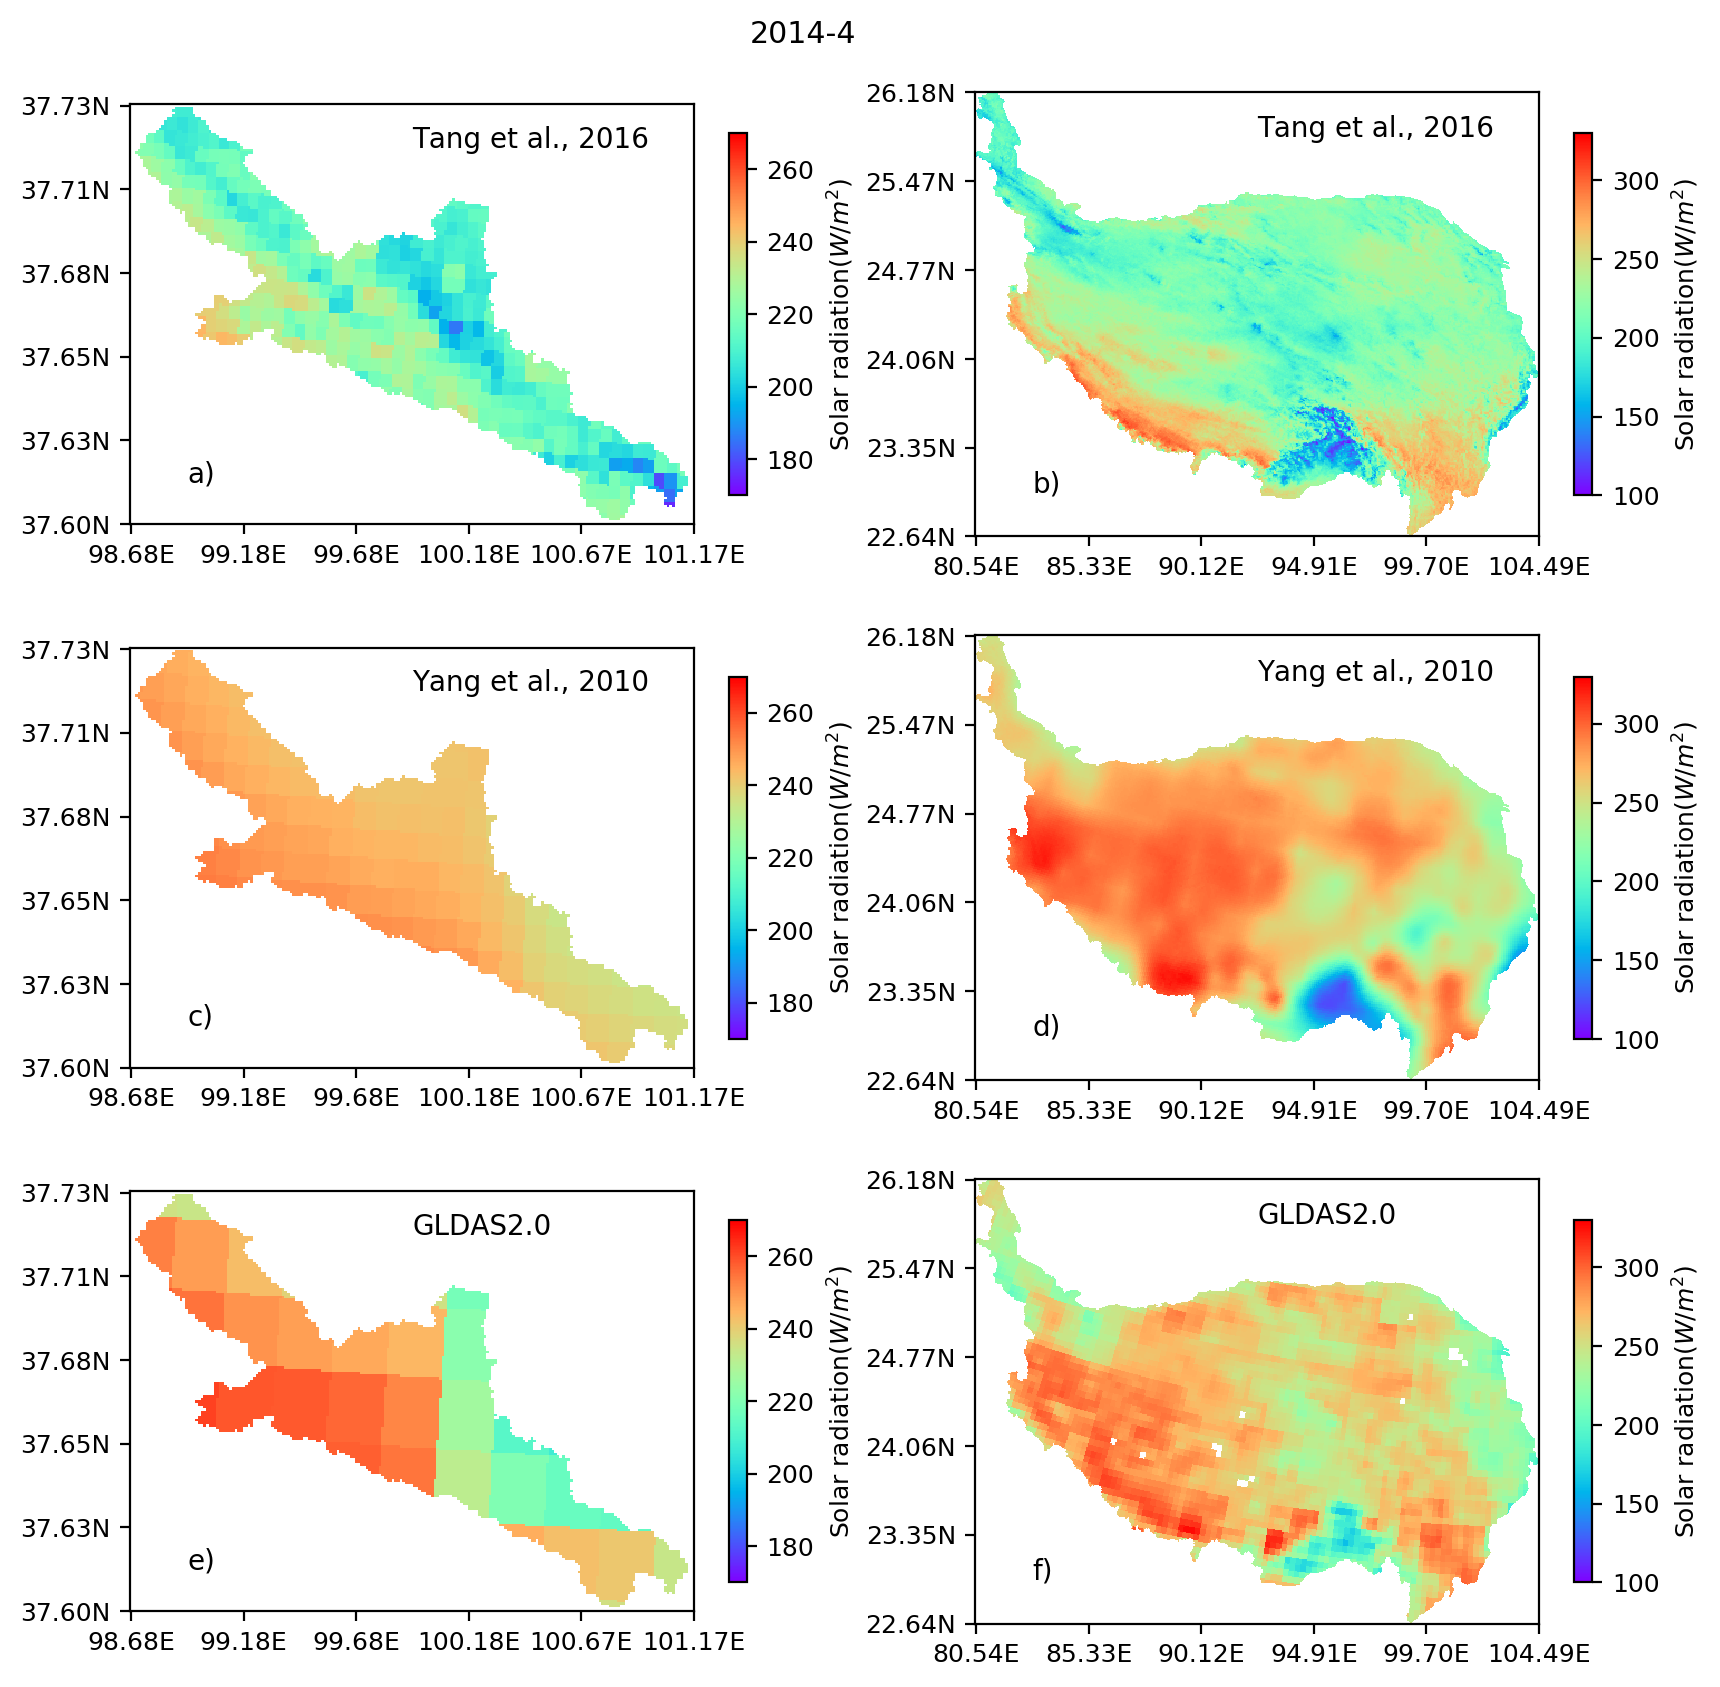 2014-4
37.73N
37.71N
37.68N
37.65N
37.63N
37.60N
98.68E 99.18E 99.68E 100.18E 100.67E 101.17E
Tang et al., 2016
a)
260
240
220
200
180
Solar radiation(W/m²)
26.18N
25.47N
24.77N
24.06N
23.35N
22.64N
80.54E 85.33E 90.12E 94.91E 99.70E 104.49E
Tang et al., 2016
b)
300
250
200
150
100
Solar radiation(W/m²)
37.73N
37.71N
37.68N
37.65N
37.63N
37.60N
98.68E 99.18E 99.68E 100.18E 100.67E 101.17E
Yang et al., 2010
c)
260
240
220
200
180
Solar radiation(W/m²)
26.18N
25.47N
24.77N
24.06N
23.35N
22.64N
80.54E 85.33E 90.12E 94.91E 99.70E 104.49E
Yang et al., 2010
d)
300
250
200
150
100
Solar radiation(W/m²)
37.73N
37.71N
37.68N
37.65N
37.63N
37.60N
98.68E 99.18E 99.68E 100.18E 100.67E 101.17E
GLDAS2.0
e)
260
240
220
200
180
Solar radiation(W/m²)
26.18N
25.47N
24.77N
24.06N
23.35N
22.64N
80.54E 85.33E 90.12E 94.91E 99.70E 104.49E
GLDAS2.0
f)
300
250
200
150
100
Solar radiation(W/m²)